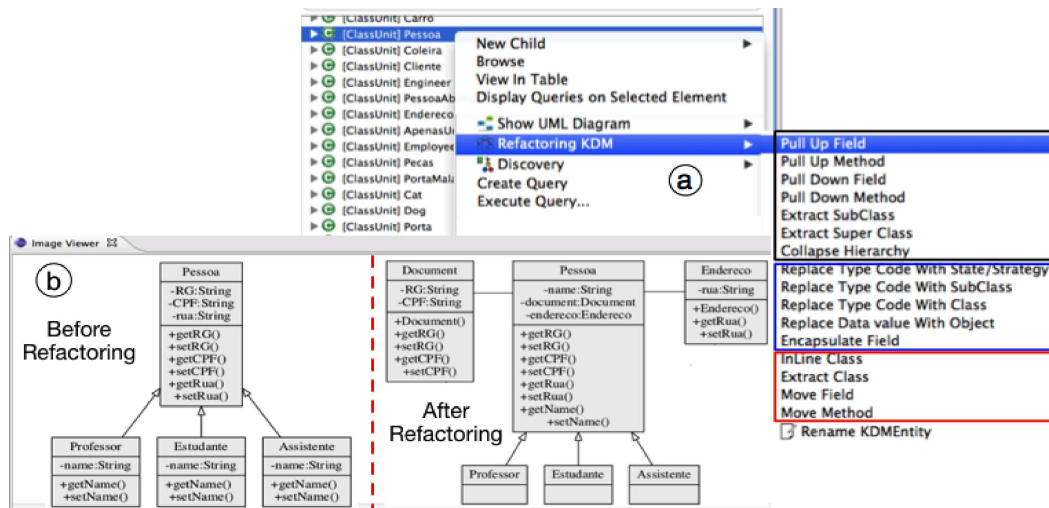 [ClassUnit] Carro
[ClassUnit] Pessoa
[ClassUnit] Coleira
[ClassUnit] Cliente
[ClassUnit] Engineer
[ClassUnit] PessoaAb
[ClassUnit] Endereco
[ClassUnit] ApenasUr
[ClassUnit] Employee
[ClassUnit] Pecas
[ClassUnit] PortaMala
[ClassUnit] Cat
[ClassUnit] Dog
[ClassUnit] Porta
New Child
Browse
View In Table
Display Queries on Selected Element
Show UML Diagram
Refactoring KDM
Discovery
Create Query
Execute Query...
a
Pull Up Field
Pull Up Method
Pull Down Field
Pull Down Method
Extract SubClass
Extract Super Class
Collapse Hierarchy
Replace Type Code With State/Strategy
Replace Type Code With SubClass
Replace Type Code With Class
Replace Data value With Object
Encapsulate Field
InLine Class
Extract Class
Move Field
Move Method
Rename KDMEntity
Image Viewer
b
Before
Refactoring
Pessoa
-RG:String
-CPF:String
-rua:String
+getRG()
+setRG()
+getCPF()
+setCPF()
+getRua()
+setRua()
Professor
-name:String
+getName()
+setName()
Estudante
-name:String
+getName()
+setName()
Assistente
-name:String
+getName()
+setName()
Document
-RG:String
-CPF:String
+Document()
+getRG()
+setRG()
+getCPF()
+setCPF()
Pessoa
-name:String
-document:Document
-endereco:Endereco
+getRG()
+setRG()
+getCPF()
+setCPF()
+getRua()
+setRua()
+getName()
+setName()
Endereco
-rua:String
+Endereco()
+getRua()
+setRua()
After
Refactoring
Professor
Estudante
Assistente